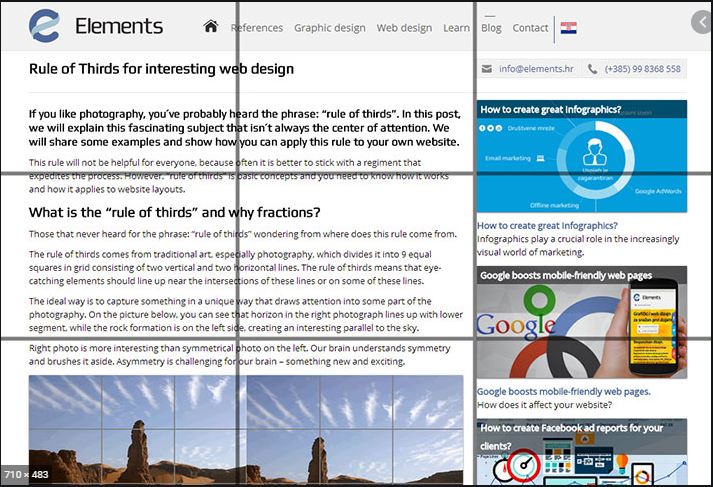 Elements
References Graphic design Web design Learn Blog Contact
Rule of Thirds for interesting web design
info@elements.hr (+385) 99 8368 558
If you like photography, you´ve probably heard the phrase: “rule of thirds”. In this post,
we will explain this fascinating subject that isn´t always the center of attention. We
will share some examples and show how you can apply this rule to your own website.
This rule will not be helpful for everyone, because often it is better to stick with a regiment that
expedites the process. However, “rule of thirds” is basic concepts and you need to know how it works
and how it applies to website layouts.
What is the “rule of thirds” and why fractions?
Those that never heard for the phrase: “rule of thirds” wondering from where does this rule come from.
The rule of thirds comes from traditional art, especially photography, which divides it into 9 equal
squares in grid consisting of two vertical and two horizontal lines. The rule of thirds means that eye-
catching elements should line up near the intersections of these lines or on some of these lines.
The ideal way is to capture something in a unique way that draws attention into some part of the
photography. On the picture below, you can see that horizon in the right photograph lines up with lower
segment, while the rock formation is on the left side, creating an interesting parallel to the sky.
Right photo is more interesting than symmetrical photo on the left. Our brain understands symmetry
and brushes it aside. Asymmetry is challenging for our brain – something new and exciting.
How to create great Infographics?
Društvene mreže
Email marketing
Uspjeh je
zagarantiran
Google AdWords
Offline marketing
How to create great Infographics?
Infographics play a crucial role in the increasingly
visual world of marketing.
Google boosts mobile-friendly web pages
Elements
Google
Google boosts mobile-friendly web pages.
How does it affect your website?
How to create Facebook ad reports for your
clients?
710 × 483